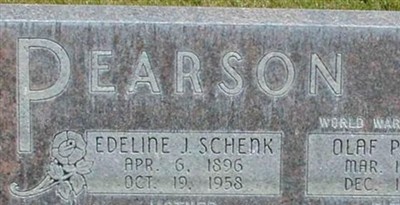 PEARSON
WORLD WAR
EDELINE J. SCHENK
APR. 6, 1896
OCT. 19, 1958
OLAF P
MAR. 1
DEC. 1